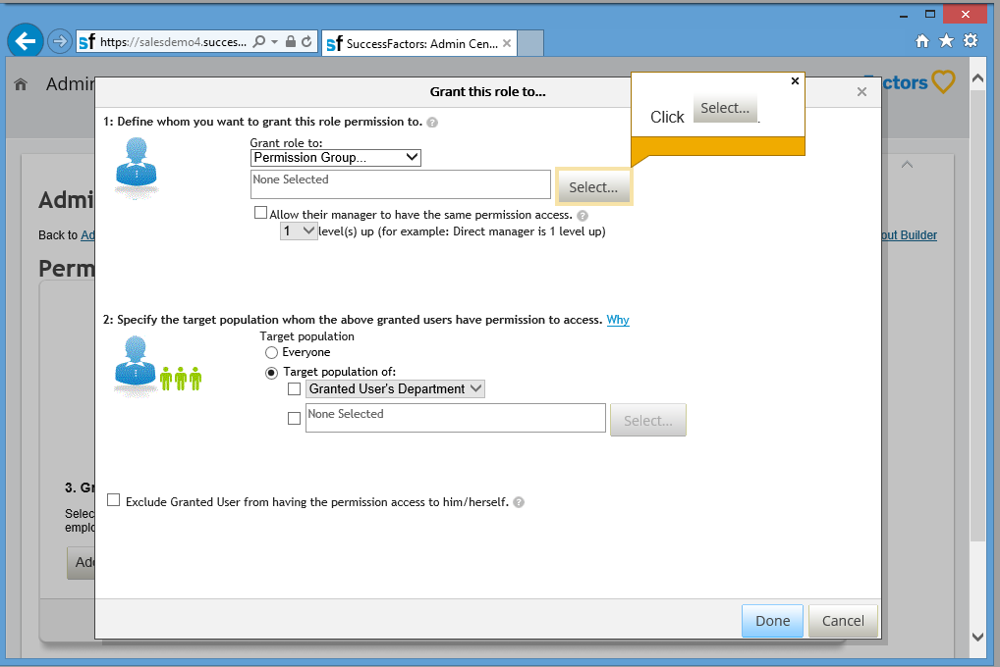 sf https://salesdemo4.succes...
sf SuccessFactors: Admin Cen...
Admin
ctors
Grant this role to...
Click Select... .
1: Define whom you want to grant this role permission to. ?
Grant role to:
Permission Group...
None Selected
Select...
Allow their manager to have the same permission access. ?
1 level(s) up (for example: Direct manager is 1 level up)
Admi
Back to Ad
out Builder
Perm
2: Specify the target population whom the above granted users have permission to access. Why
Target population
Everyone
Target population of:
Granted User's Department
None Selected
Select...
3. Gr
Selec
emplo
Exclude Granted User from having the permission access to him/herself. ?
Add
Done
Cancel